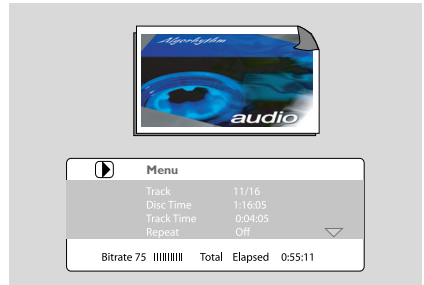 Algorhythm
audio
Menu
Track 11/16
Disc Time 1:16:05
Track Time 0:04:05
Repeat Off
Bitrate 75 Total Elapsed 0:55:11